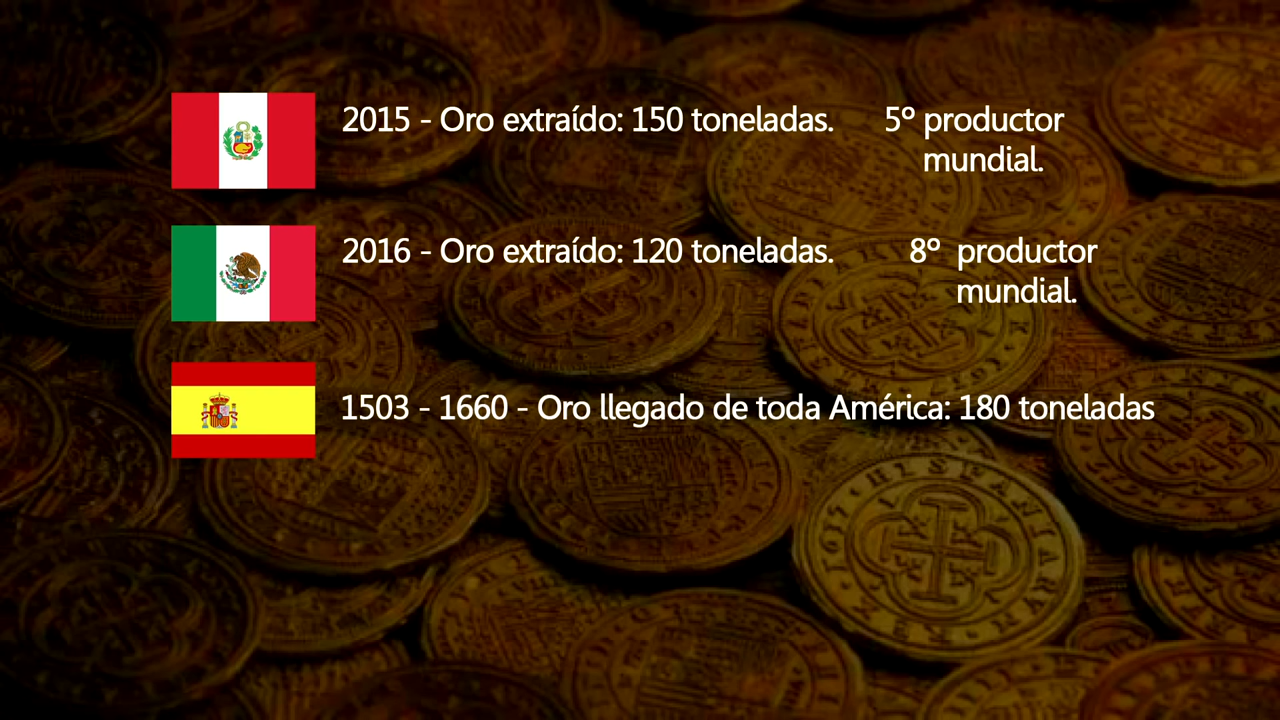 2015 - Oro extraído: 150 toneladas. 5º productor
mundial.
2016 - Oro extraído: 120 toneladas. 8º productor
mundial.
1503 - 1660 - Oro llegado de toda América: 180 toneladas
HISPANIARVM